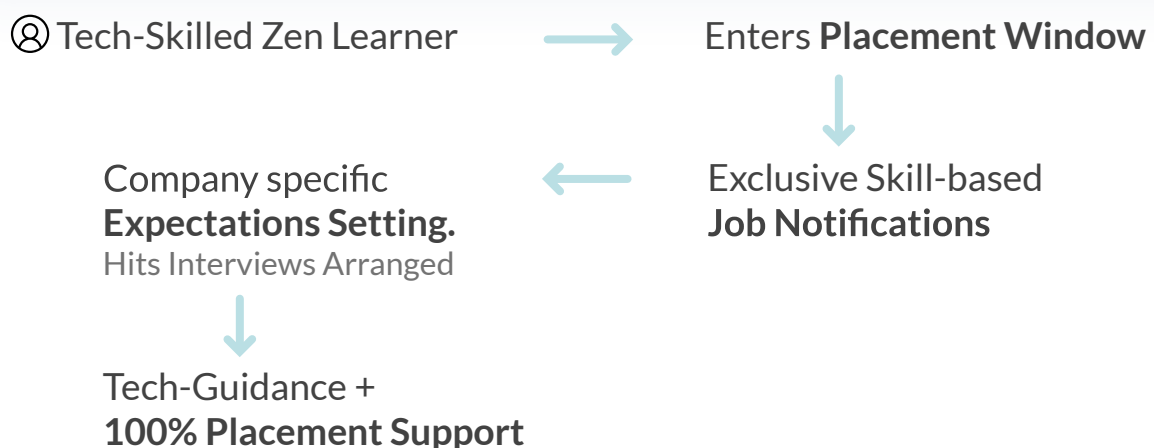 Tech-Skilled Zen Learner
Enters Placement Window
Exclusive Skill-based
Job Notifications
Company specific
Expectations Setting.
Hits Interviews Arranged
Tech-Guidance +
100% Placement Support